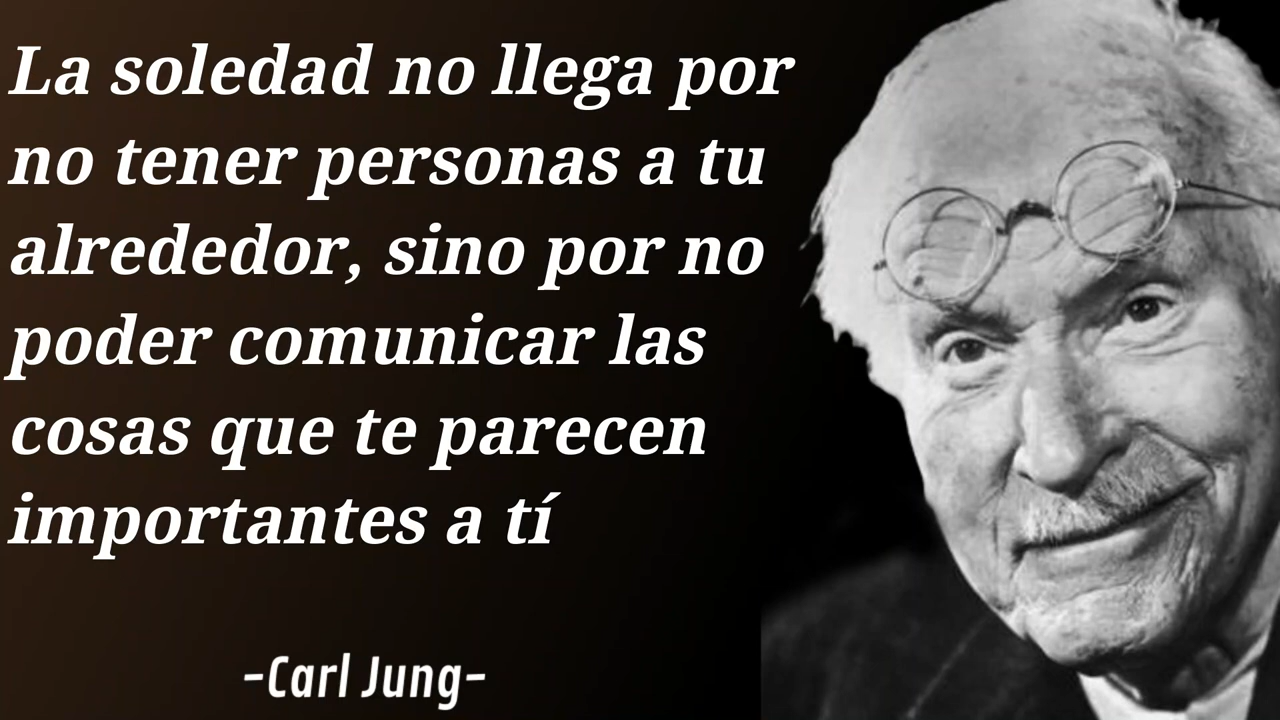 La soledad no llega por
no tener personas a tu
alrededor, sino por no
poder comunicar las
cosas que te parecen
importantes a tí
-Carl Jung-